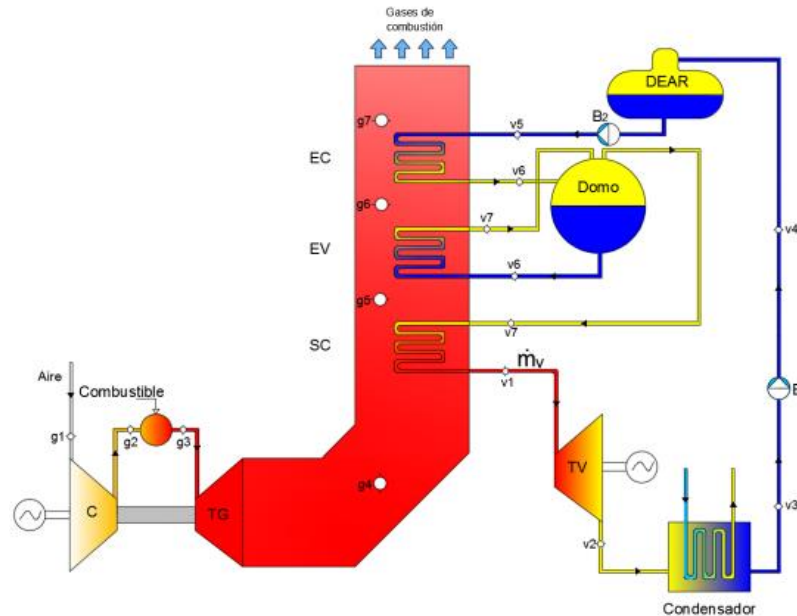 Gases de
combustión
DEAR
B2
g7
v5
EC
v6
Domo
g6
v7
v4
EV
v6
g5
SC
v7
ṁv
v1
Aire
Combustible
B
g1
g2
g3
TV
C
TG
g4
v3
v2
Condensador